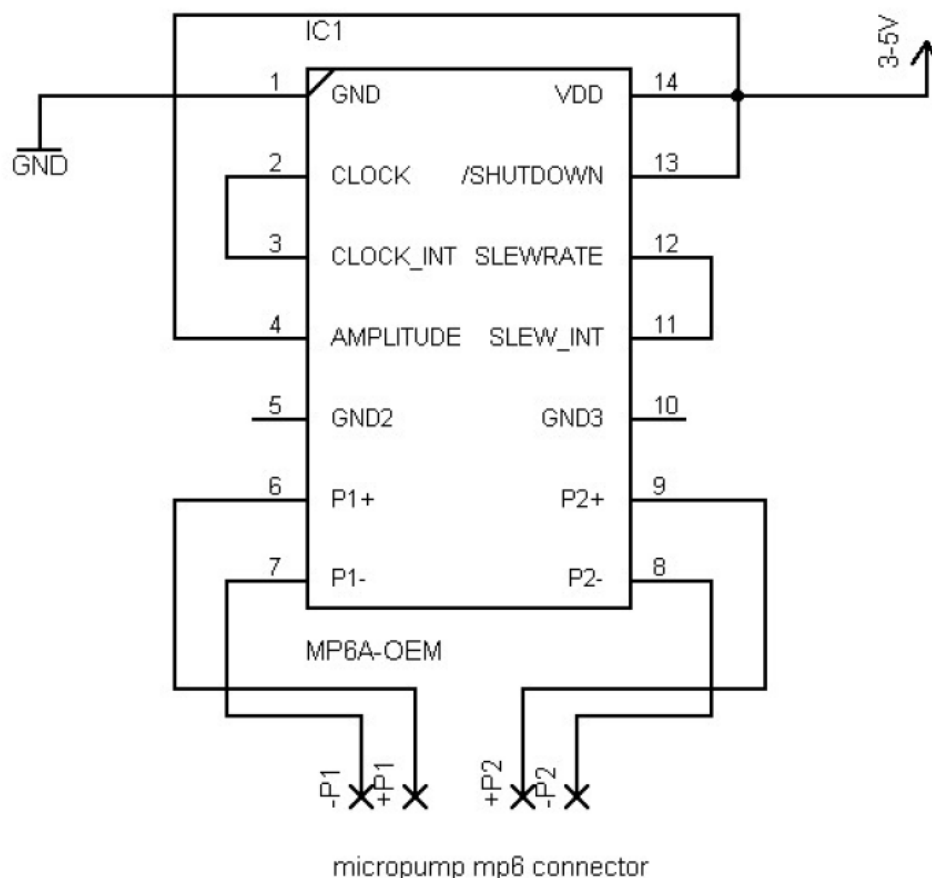 IC1
3-5V
1 GND VDD 14
GND
2 CLOCK /SHUTDOWN 13
3 CLOCK_INT SLEWRATE 12
4 AMPLITUDE SLEW_INT 11
5 GND2 GND3 10
6 P1+ P2+ 9
7 P1- P2- 8
MP6A-OEM
-P1 +P1 +P2 -P2
micropump mp6 connector